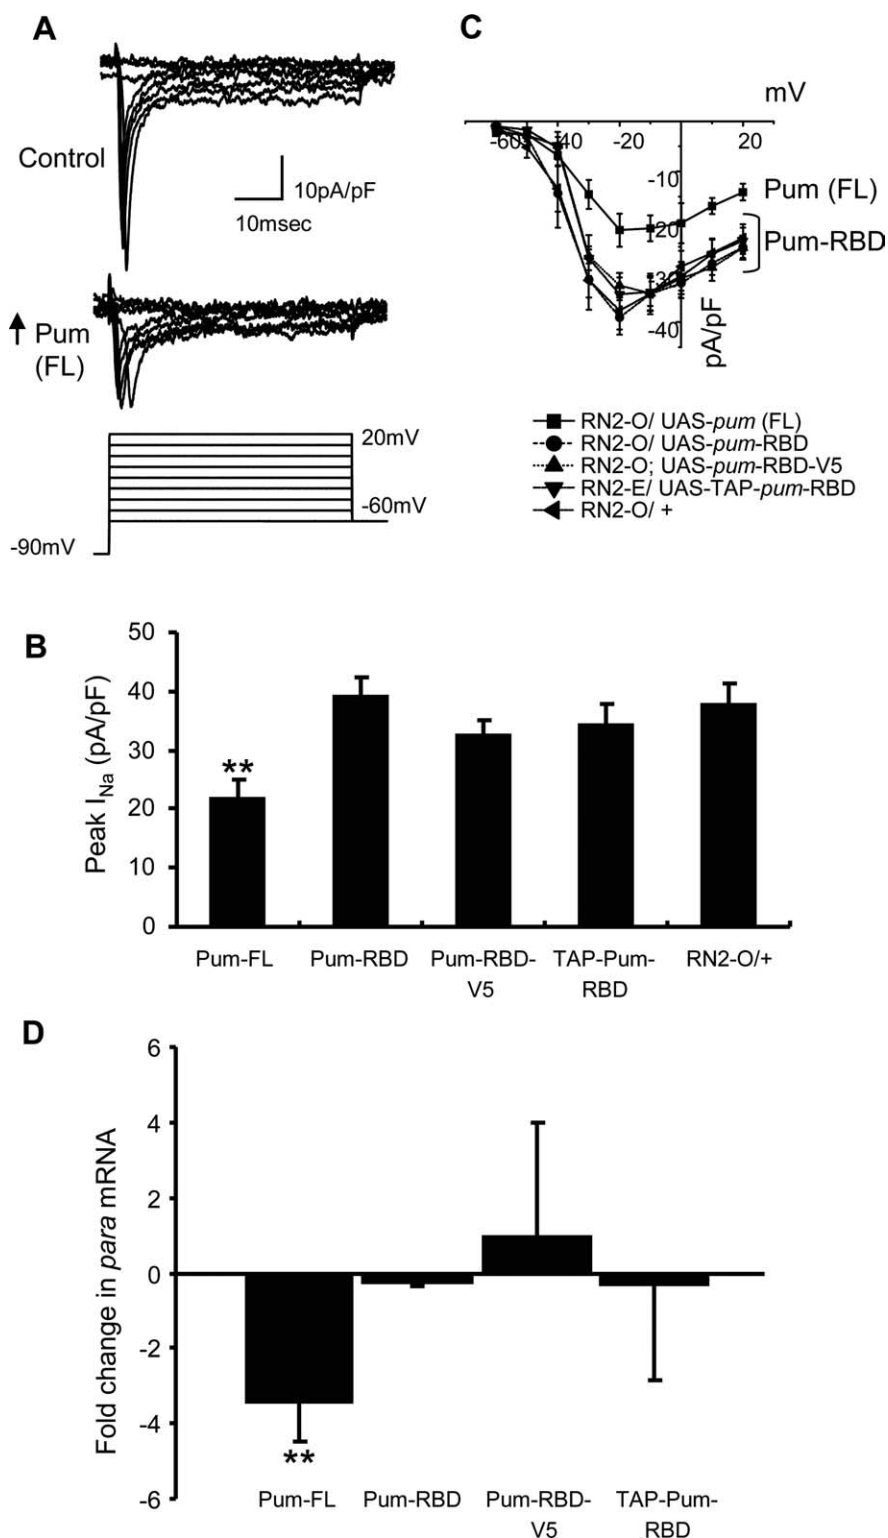 A
Control
10pA/pF
10msec
Pum
(FL)
20mV
-60mV
-90mV
C
mV
-60
-40
-20
20
-10
20
30
-40
pA/pF
Pum (FL)
Pum-RBD
RN2-O/ UAS-pum (FL)
RN2-O/ UAS-pum-RBD
RN2-O; UAS-pum-RBD-V5
RN2-E/ UAS-TAP-pum-RBD
RN2-O/ +
B
Peak INa (pA/pF)
50
40
30
20
10
0
**
Pum-FL
Pum-RBD
Pum-RBD-
V5
TAP-Pum-
RBD
RN2-O/+
D
Fold change in para mRNA
6
4
2
0
-2
-4
-6
**
Pum-FL
Pum-RBD
Pum-RBD-
V5
TAP-Pum-
RBD